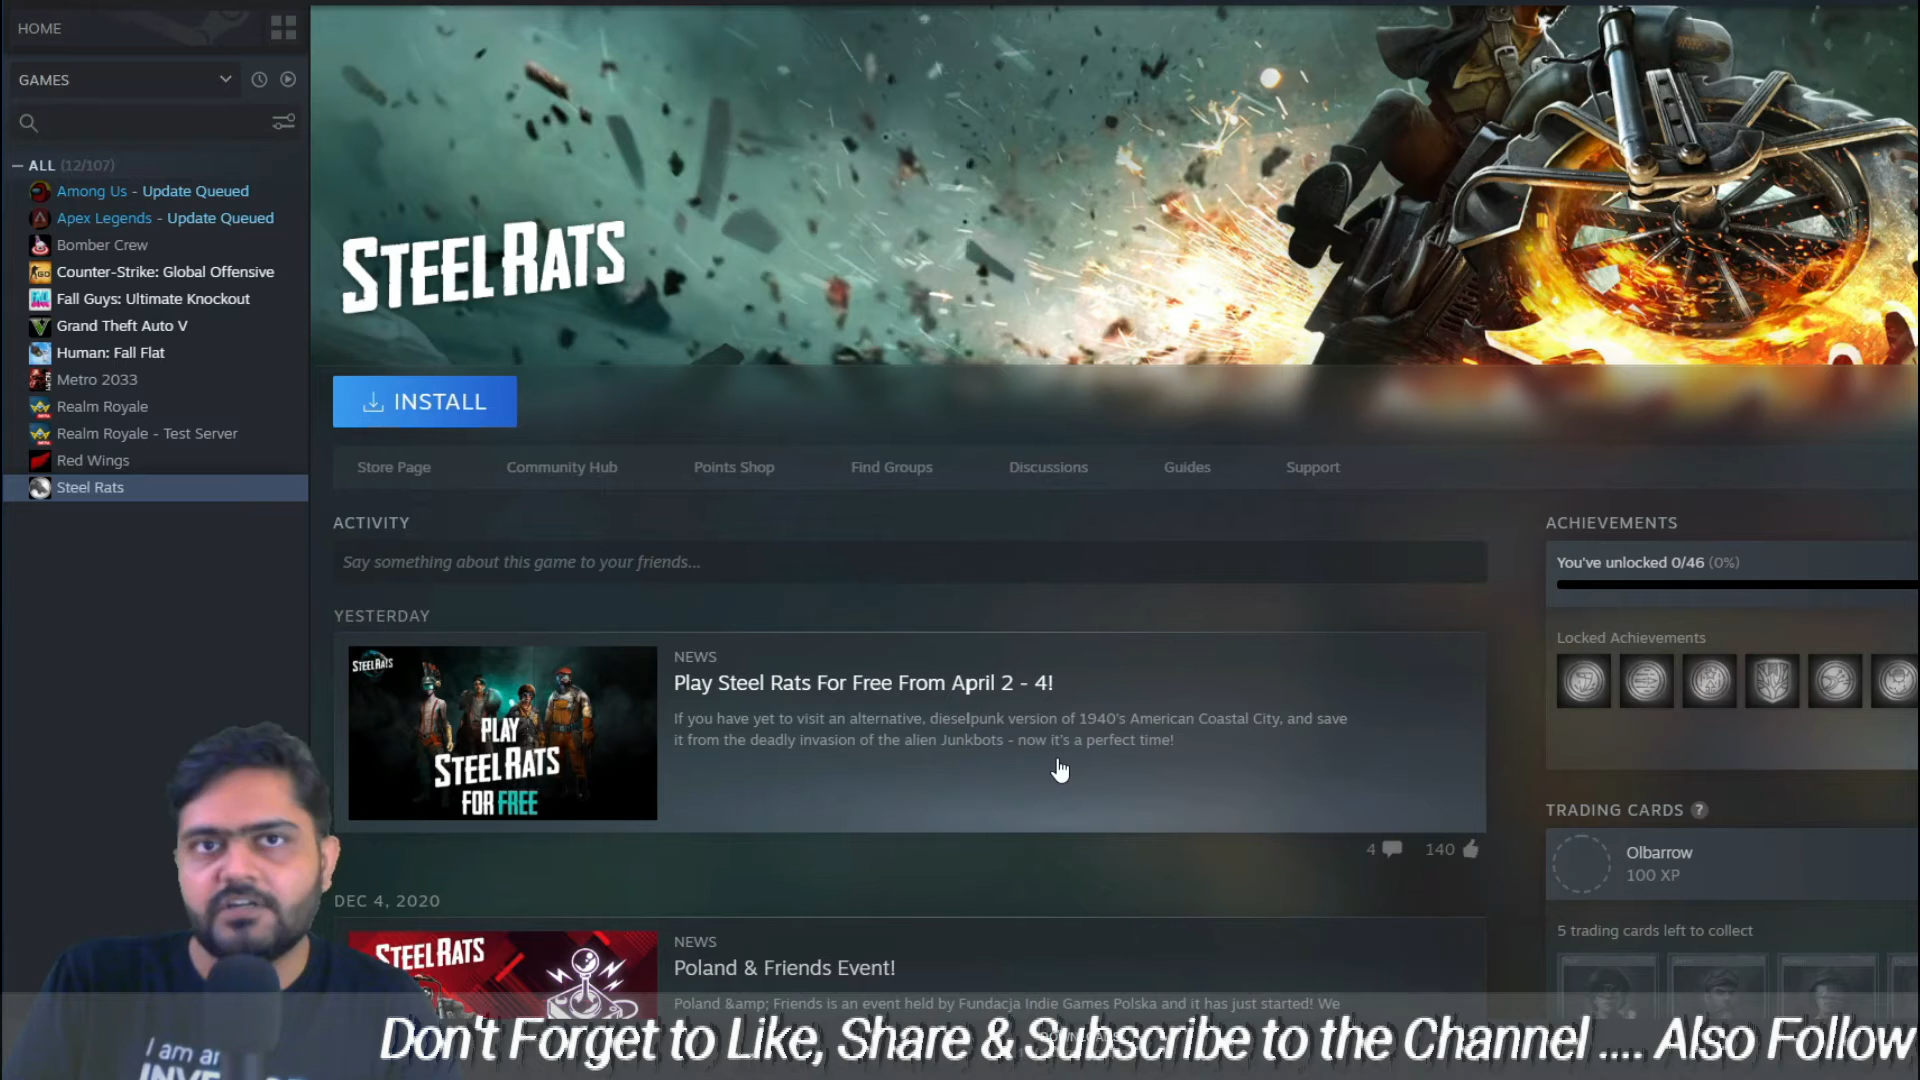 HOME
GAMES
— ALL (12/107)
Among Us - Update Queued
Apex Legends - Update Queued
Bomber Crew
Counter-Strike: Global Offensive
Fall Guys: Ultimate Knockout
Grand Theft Auto V
Human: Fall Flat
Metro 2033
Realm Royale
Realm Royale - Test Server
Red Wings
Steel Rats
STEEL RATS
INSTALL
Store Page
Community Hub
Points Shop
Find Groups
Discussions
Guides
Support
ACTIVITY
Say something about this game to your friends...
YESTERDAY
STEEL RATS
PLAY
STEEL RATS
FOR FREE
NEWS
Play Steel Rats For Free From April 2 - 4!
If you have yet to visit an alternative, dieselpunk version of 1940's American Coastal City, and save
it from the deadly invasion of the alien Junkbots - now it's a perfect time!
4
140
DEC 4, 2020
STEEL RATS
NEWS
Poland & Friends Event!
Poland &amp; Friends is an event held by Fundacja Indie Games Polska and it has just started! We
ACHIEVEMENTS
You've unlocked 0/46 (0%)
Locked Achievements
TRADING CARDS ?
Olbarrow
100 XP
5 trading cards left to collect
I am an
Don't Forget to Like, Share & Subscribe to the Channel .... Also Follow